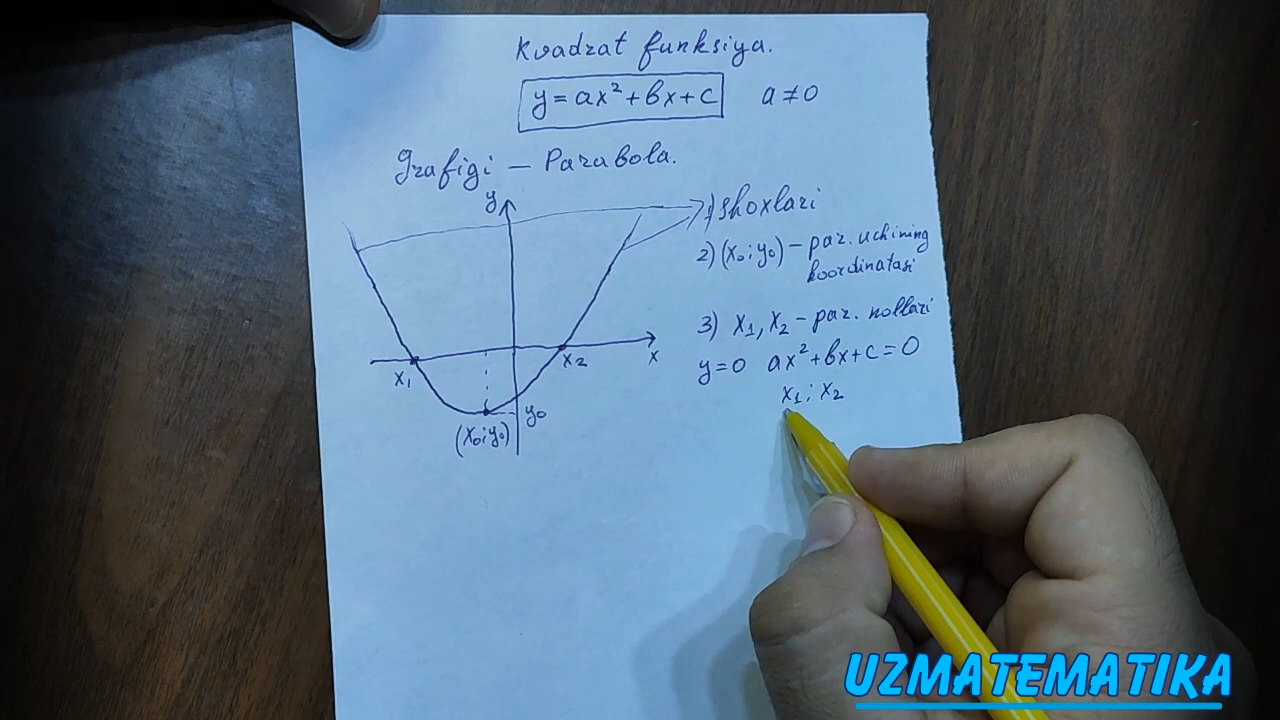 Kvadrat funksiya.
y = ax² + bx + c    a ≠ 0
Grafigi – Parabola.
y
1) shoxlari
2) (x₀; y₀) – par. uchining
koordinatasi
3) x₁, x₂ – par. nollari
y = 0  ax² + bx + c = 0
x₁; x₂
x₁
x₂
x
y₀
(x₀; y₀)
UZMATEMATIKA